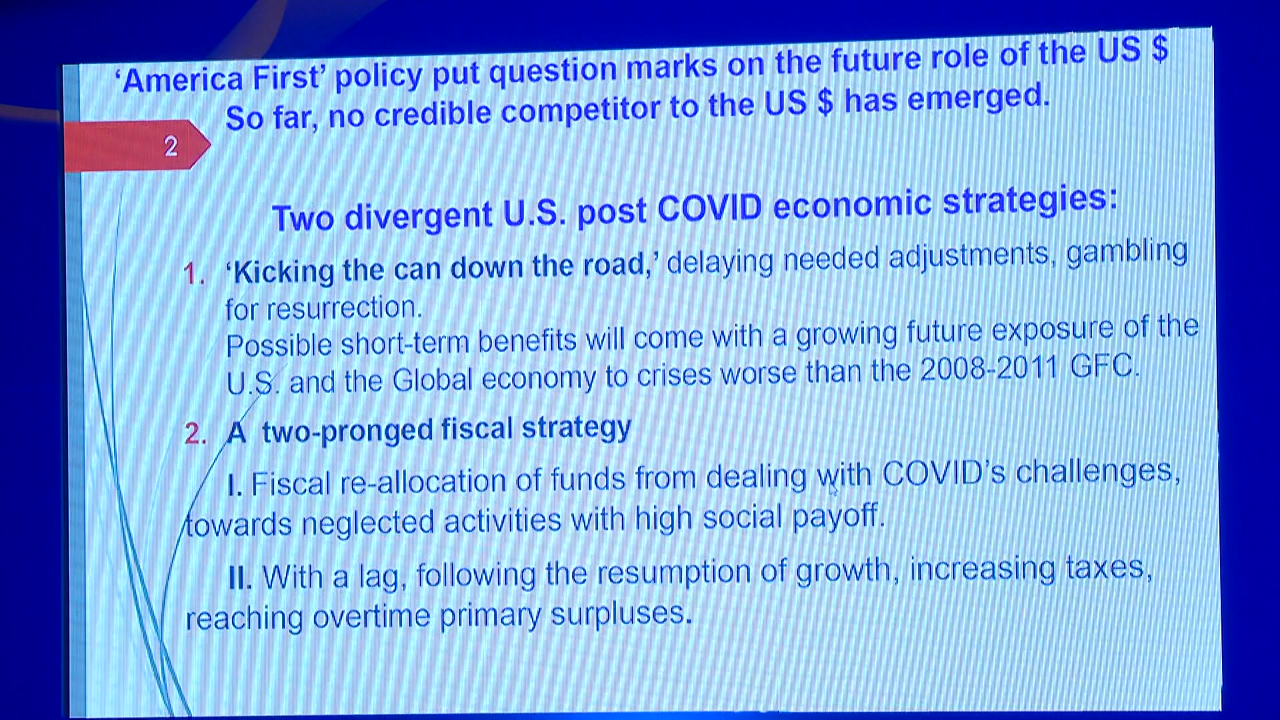 ‘America First’ policy put question marks on the future role of the US $
So far, no credible competitor to the US $ has emerged.
2
Two divergent U.S. post COVID economic strategies:
1. ‘Kicking the can down the road,’ delaying needed adjustments, gambling
for resurrection.
Possible short-term benefits will come with a growing future exposure of the
U.S. and the Global economy to crises worse than the 2008-2011 GFC.
2. A two-pronged fiscal strategy
I. Fiscal re-allocation of funds from dealing with COVID’s challenges,
towards neglected activities with high social payoff.
II. With a lag, following the resumption of growth, increasing taxes,
reaching overtime primary surpluses.